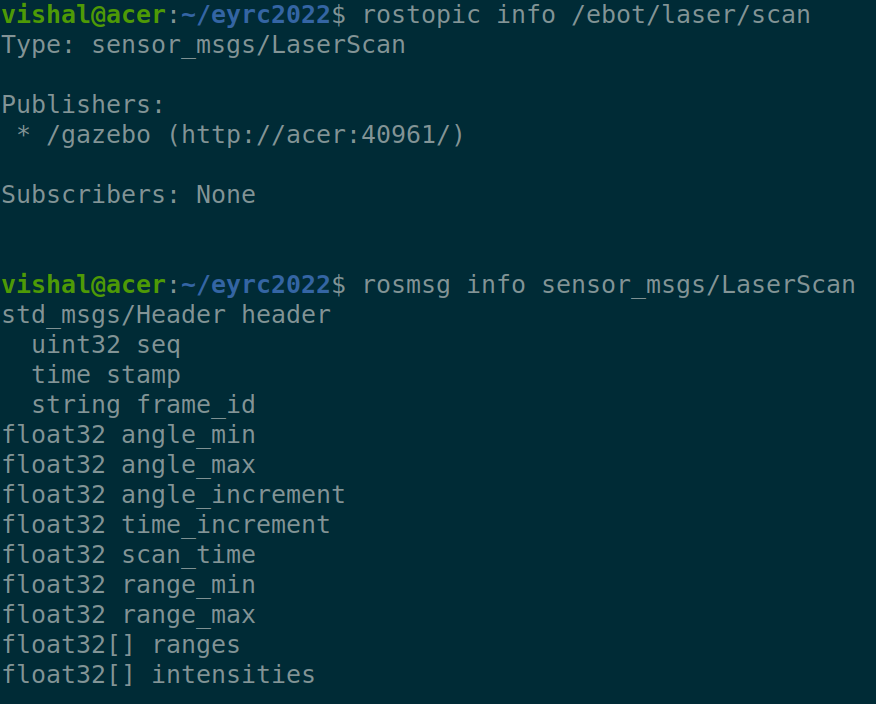 vishal@acer:~/eyrc2022$ rostopic info /ebot/laser/scan
Type: sensor_msgs/LaserScan
Publishers:
 * /gazebo (http://acer:40961/)
Subscribers: None
vishal@acer:~/eyrc2022$ rosmsg info sensor_msgs/LaserScan
std_msgs/Header header
  uint32 seq
  time stamp
  string frame_id
float32 angle_min
float32 angle_max
float32 angle_increment
float32 time_increment
float32 scan_time
float32 range_min
float32 range_max
float32[] ranges
float32[] intensities